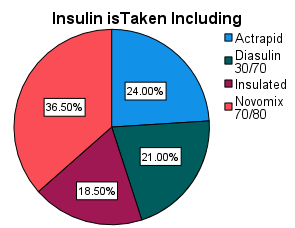 Insulin isTaken Including
Actrapid
Diasulin
30/70
Insulated
Novomix
70/80
24.00%
36.50%
21.00%
18.50%